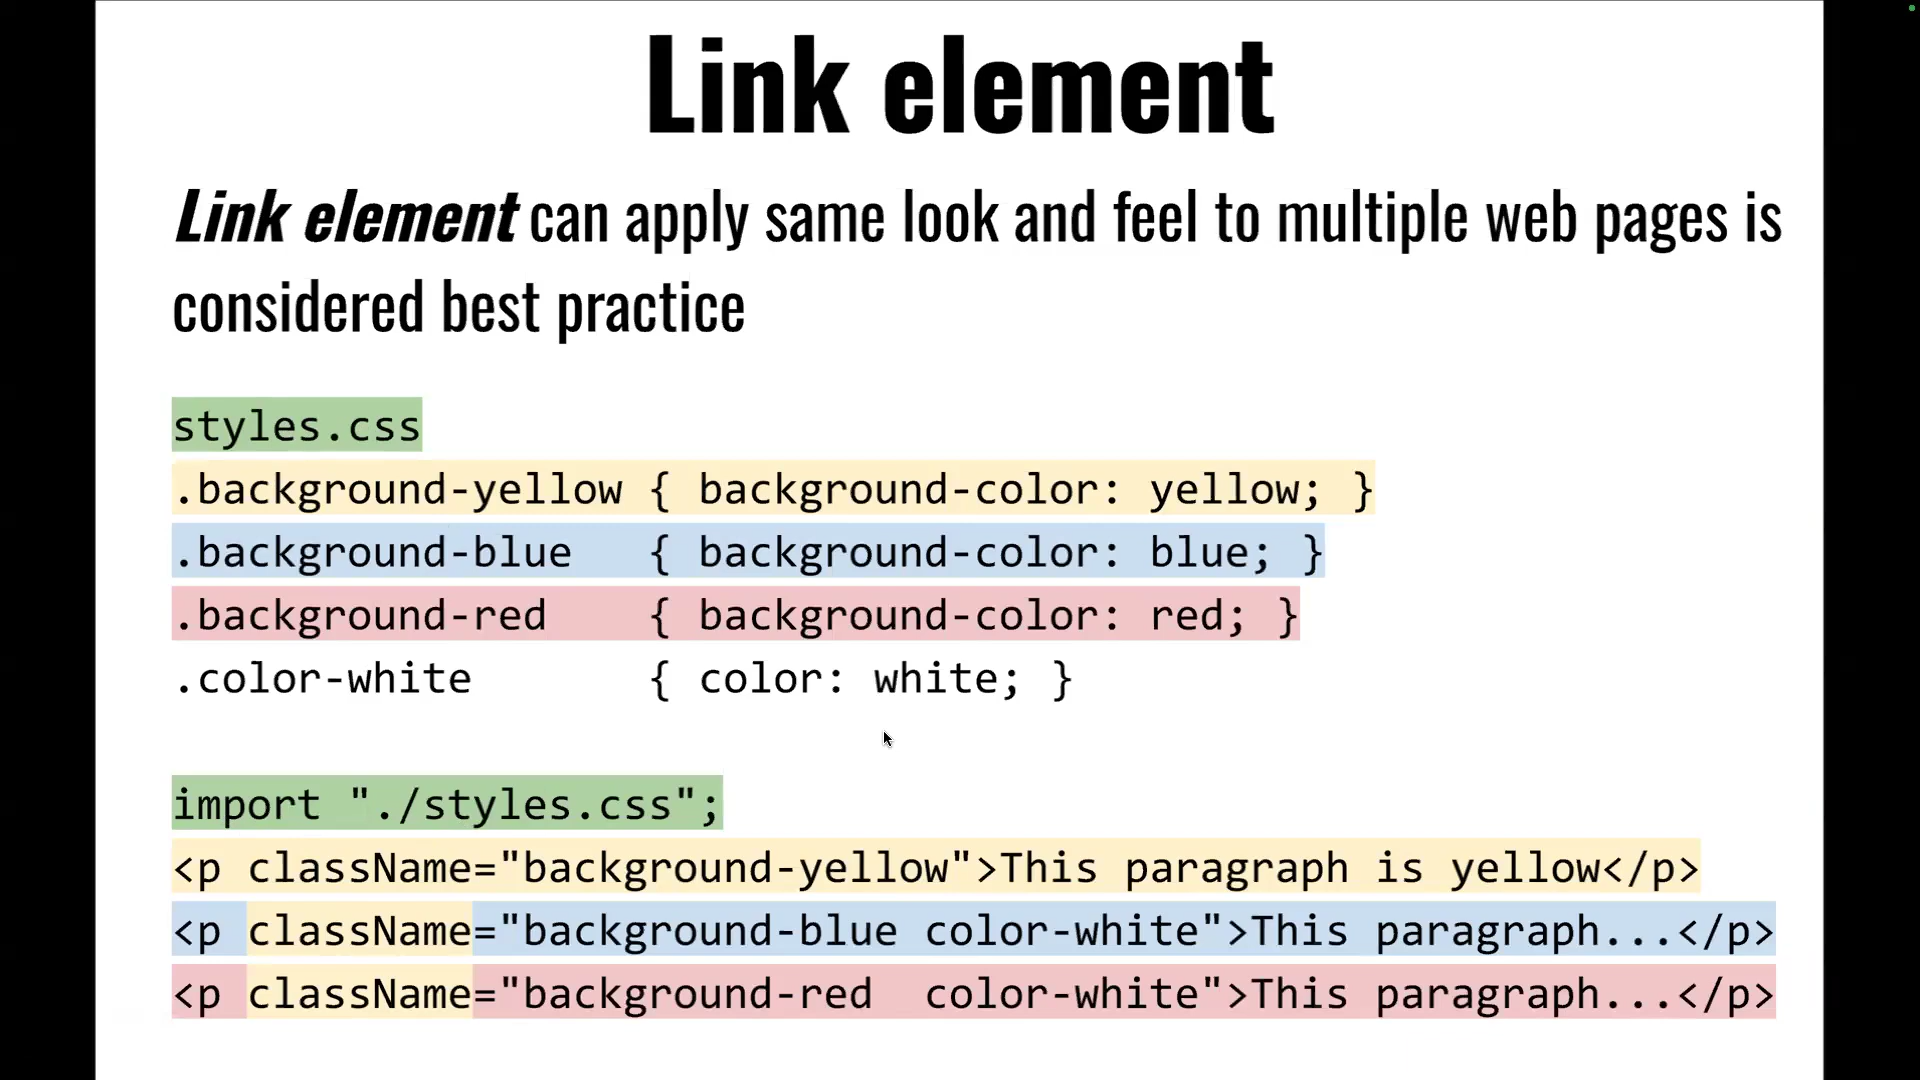 Link element
Link element can apply same look and feel to multiple web pages is
considered best practice
styles.css
.background-yellow { background-color: yellow; }
.background-blue   { background-color: blue; }
.background-red    { background-color: red; }
.color-white       { color: white; }
import "./styles.css";
<p className="background-yellow">This paragraph is yellow</p>
<p className="background-blue color-white">This paragraph...</p>
<p className="background-red  color-white">This paragraph...</p>